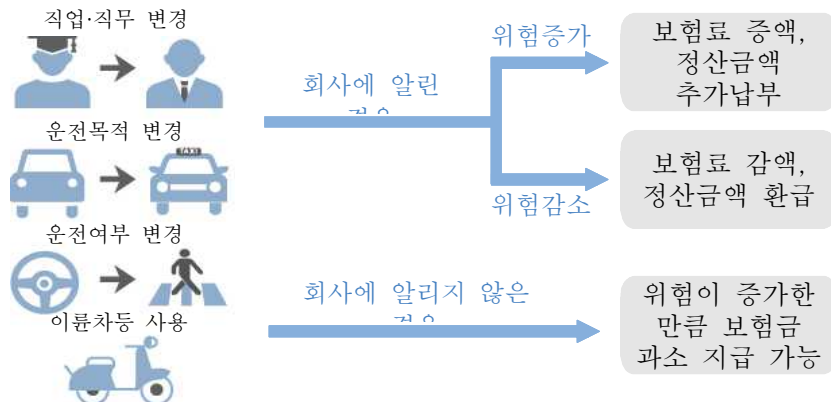 직업·직무 변경
운전목적 변경
TAXI
운전여부 변경
이륜차등 사용
회사에 알린
위험증가
위험감소
보험료 증액,
정산금액
추가납부
보험료 감액,
정산금액 환급
회사에 알리지 않은
위험이 증가한
만큼 보험금
과소 지급 가능